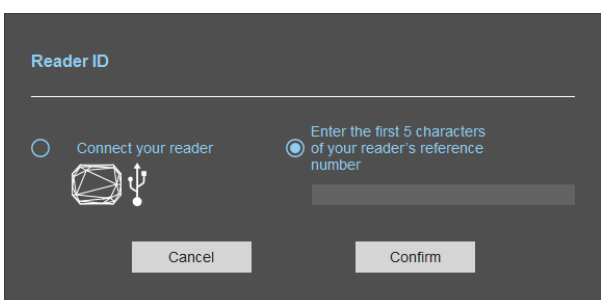 Reader ID
Connect your reader
Enter the first 5 characters
of your reader's reference
number
Cancel
Confirm